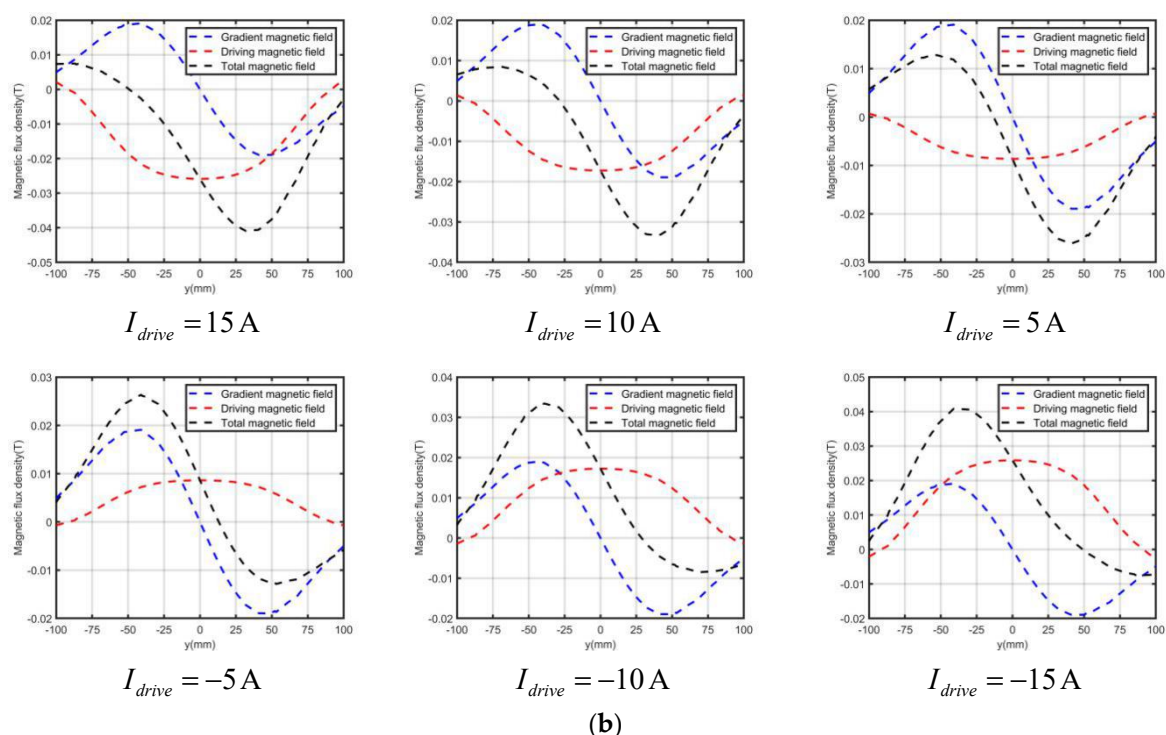 0.02
0.01
0
-0.01
-0.02
-0.03
-0.04
-0.05
Magnetic flux density(T)
Gradient magnetic field
Driving magnetic field
Total magnetic field
-100 -75 -50 -25 0 25 50 75 100
y(mm)
I_drive = 15 A
0.02
0.01
0
-0.01
-0.02
-0.03
-0.04
Magnetic flux density(T)
Gradient magnetic field
Driving magnetic field
Total magnetic field
-100 -75 -50 -25 0 25 50 75 100
y(mm)
I_drive = 10 A
0.02
0.01
0
-0.01
-0.02
-0.03
Magnetic flux density(T)
Gradient magnetic field
Driving magnetic field
Total magnetic field
-100 -75 -50 -25 0 25 50 75 100
y(mm)
I_drive = 5 A
0.03
0.02
0.01
0
-0.01
-0.02
Magnetic flux density(T)
Gradient magnetic field
Driving magnetic field
Total magnetic field
-100 -75 -50 -25 0 25 50 75 100
y(mm)
I_drive = −5 A
0.04
0.03
0.02
0.01
0
-0.01
-0.02
Magnetic flux density(T)
Gradient magnetic field
Driving magnetic field
Total magnetic field
-100 -75 -50 -25 0 25 50 75 100
y(mm)
I_drive = −10 A
0.05
0.04
0.03
0.02
0.01
0
-0.01
-0.02
Magnetic flux density(T)
Gradient magnetic field
Driving magnetic field
Total magnetic field
-100 -75 -50 -25 0 25 50 75 100
y(mm)
I_drive = −15 A
(b)